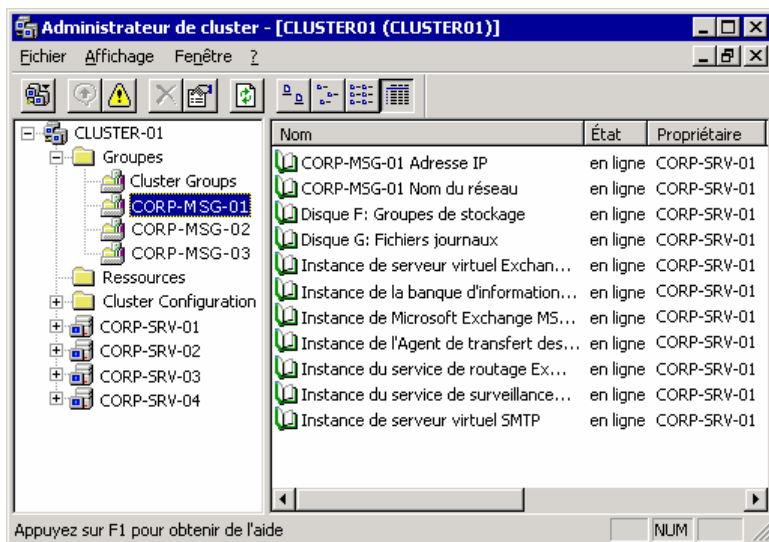 Administrateur de cluster - [CLUSTER01 (CLUSTER01)]
Fichier Affichage Fenêtre ?
CLUSTER-01
Groupes
Cluster Groups
CORP-MSG-01
CORP-MSG-02
CORP-MSG-03
Ressources
Cluster Configuration
CORP-SRV-01
CORP-SRV-02
CORP-SRV-03
CORP-SRV-04
Nom État Propriétaire
CORP-MSG-01 Adresse IP en ligne CORP-SRV-01
CORP-MSG-01 Nom du réseau en ligne CORP-SRV-01
Disque F: Groupes de stockage en ligne CORP-SRV-01
Disque G: Fichiers journaux en ligne CORP-SRV-01
Instance de serveur virtuel Exchan... en ligne CORP-SRV-01
Instance de la banque d'information... en ligne CORP-SRV-01
Instance de Microsoft Exchange MS... en ligne CORP-SRV-01
Instance de l'Agent de transfert des... en ligne CORP-SRV-01
Instance du service de routage Ex... en ligne CORP-SRV-01
Instance du service de surveillance... en ligne CORP-SRV-01
Instance de serveur virtuel SMTP en ligne CORP-SRV-01
Appuyez sur F1 pour obtenir de l'aide NUM